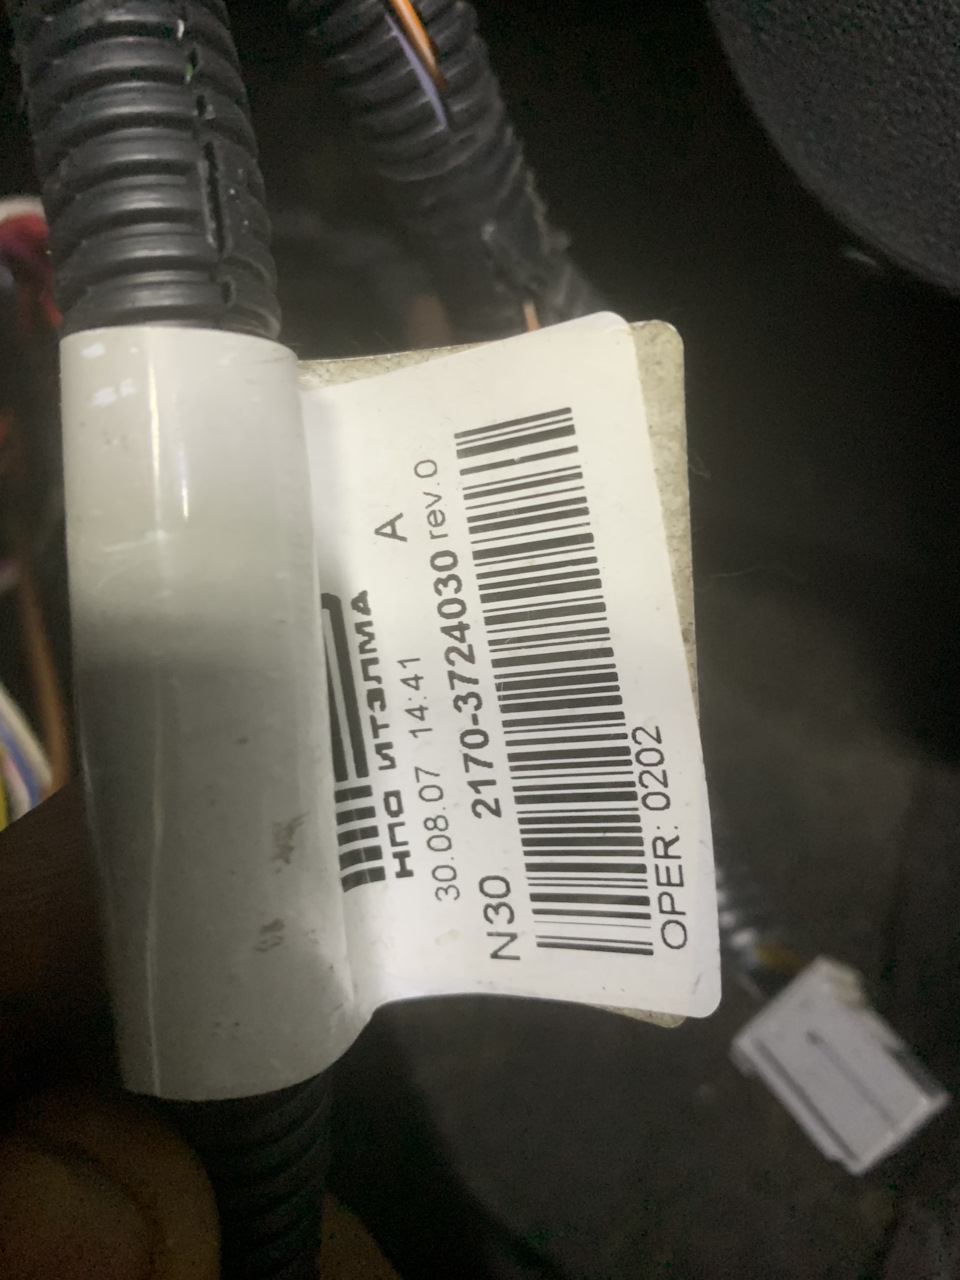 НПО ИТЭЛМА
A
30.08.07 14:41
2170-3724030 rev.0
N30
OPER: 0202